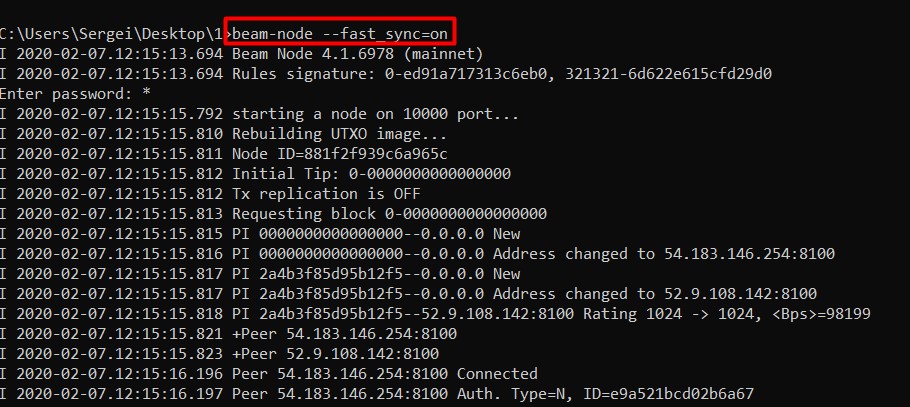 C:\Users\Sergei\Desktop\1>beam-node --fast_sync=on
I 2020-02-07.12:15:13.694 Beam Node 4.1.6978 (mainnet)
I 2020-02-07.12:15:13.694 Rules signature: 0-ed91a717313c6eb0, 321321-6d622e615cfd29d0
Enter password: *
I 2020-02-07.12:15:15.792 starting a node on 10000 port...
I 2020-02-07.12:15:15.810 Rebuilding UTXO image...
I 2020-02-07.12:15:15.811 Node ID=881f2f939c6a965c
I 2020-02-07.12:15:15.812 Initial Tip: 0-0000000000000000
I 2020-02-07.12:15:15.812 Tx replication is OFF
I 2020-02-07.12:15:15.813 Requesting block 0-0000000000000000
I 2020-02-07.12:15:15.815 PI 0000000000000000--0.0.0.0 New
I 2020-02-07.12:15:15.816 PI 0000000000000000--0.0.0.0 Address changed to 54.183.146.254:8100
I 2020-02-07.12:15:15.817 PI 2a4b3f85d95b12f5--0.0.0.0 New
I 2020-02-07.12:15:15.817 PI 2a4b3f85d95b12f5--0.0.0.0 Address changed to 52.9.108.142:8100
I 2020-02-07.12:15:15.818 PI 2a4b3f85d95b12f5--52.9.108.142:8100 Rating 1024 -> 1024, <Bps>=98199
I 2020-02-07.12:15:15.821 +Peer 54.183.146.254:8100
I 2020-02-07.12:15:15.823 +Peer 52.9.108.142:8100
I 2020-02-07.12:15:16.196 Peer 54.183.146.254:8100 Connected
I 2020-02-07.12:15:16.197 Peer 54.183.146.254:8100 Auth. Type=N, ID=e9a521bcd02b6a67